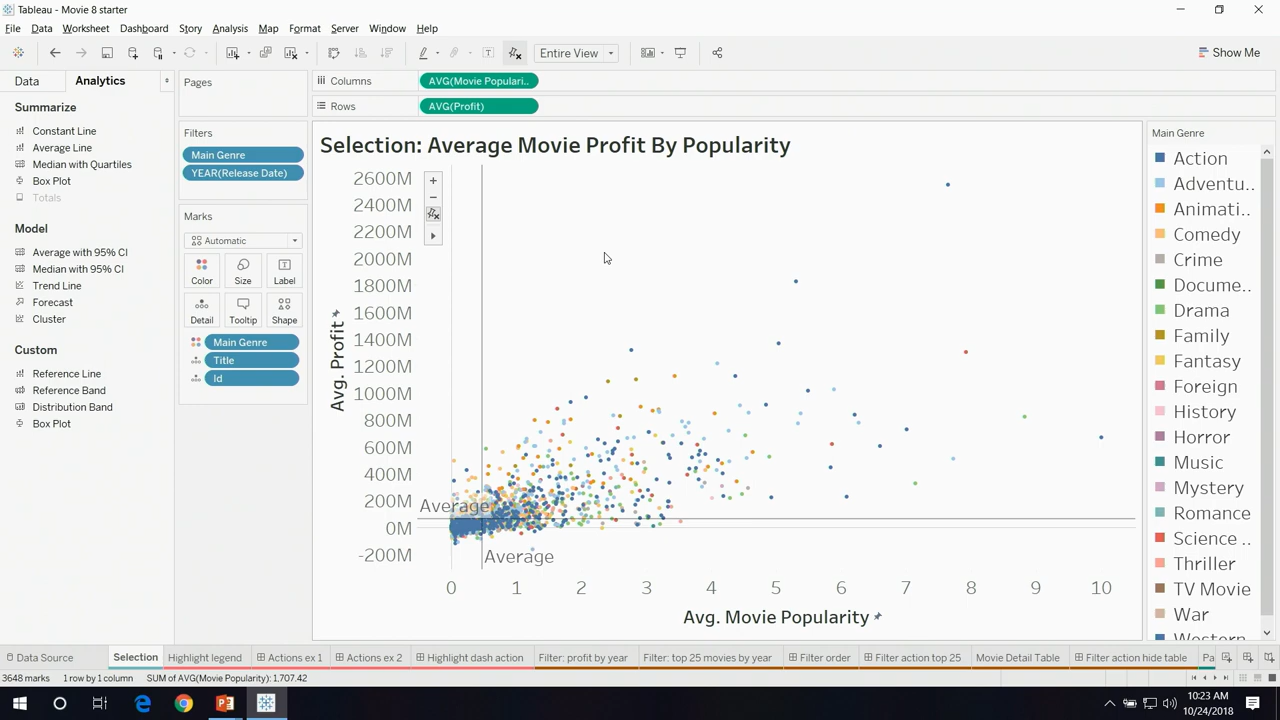 Tableau - Movie 8 starter
File Data Worksheet Dashboard Story Analysis Map Format Server Window Help
Entire View
Show Me
Data Analytics
Summarize
Constant Line
Average Line
Median with Quartiles
Box Plot
Totals
Model
Average with 95% CI
Median with 95% CI
Trend Line
Forecast
Cluster
Custom
Reference Line
Reference Band
Distribution Band
Box Plot
Pages
Filters
Main Genre
YEAR(Release Date)
Marks
Automatic
Color Size Label
Detail Tooltip Shape
Main Genre
Title
Id
Columns AVG(Movie Populari..
Rows AVG(Profit)
Selection: Average Movie Profit By Popularity
2600M
2400M
2200M
2000M
1800M
1600M
1400M
1200M
1000M
800M
600M
400M
200M
0M
-200M
Avg. Profit
Average
Average
0 1 2 3 4 5 6 7 8 9 10
Avg. Movie Popularity
Main Genre
Action
Adventu..
Animati..
Comedy
Crime
Docume..
Drama
Family
Fantasy
Foreign
History
Horror
Music
Mystery
Romance
Science ..
Thriller
TV Movie
War
Western
Data Source Selection Highlight legend Actions ex 1 Actions ex 2 Highlight dash action Filter: profit by year Filter: top 25 movies by year Filter order Filter action top 25 Movie Detail Table Filter action hide table Pa
3648 marks 1 row by 1 column SUM of AVG(Movie Popularity): 1,707.42
10:23 AM
10/24/2018